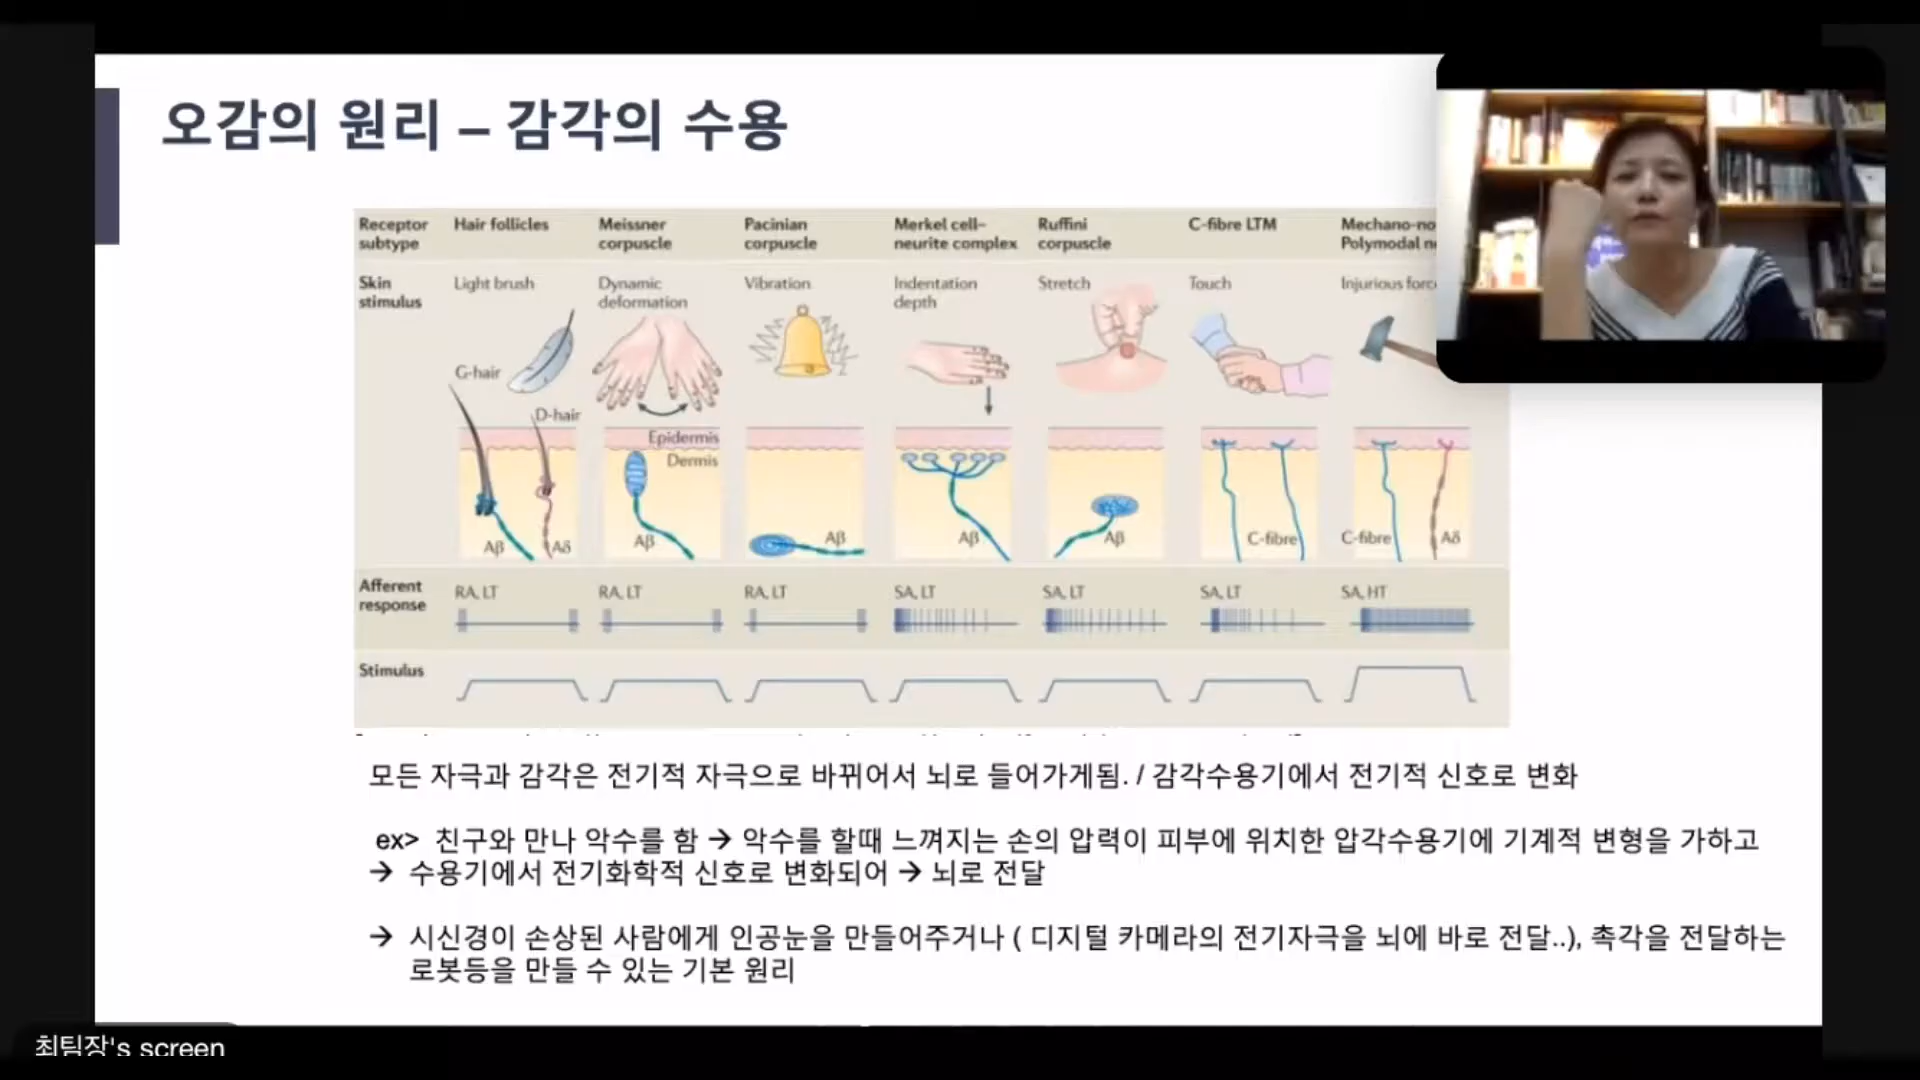 오감의 원리 – 감각의 수용
Receptor subtype
Hair follicles
Meissner corpuscle
Pacinian corpuscle
Merkel cell–neurite complex
Ruffini corpuscle
C-fibre LTM
Mechano-no
Polymodal n
Skin stimulus
Light brush
Dynamic deformation
Vibration
Indentation depth
Stretch
Touch
Injurious forc
G-hair
D-hair
Epidermis
Dermis
Aβ
Aδ
Aβ
Aβ
Aβ
Aβ
C-fibre
C-fibre
Aδ
Afferent response
RA, LT
RA, LT
RA, LT
SA, LT
SA, LT
SA, LT
SA, HT
Stimulus
모든 자극과 감각은 전기적 자극으로 바뀌어서 뇌로 들어가게됨. / 감각수용기에서 전기적 신호로 변화
ex> 친구와 만나 악수를 함 → 악수를 할때 느껴지는 손의 압력이 피부에 위치한 압각수용기에 기계적 변형을 가하고
→ 수용기에서 전기화학적 신호로 변화되어 → 뇌로 전달
→ 시신경이 손상된 사람에게 인공눈을 만들어주거나 ( 디지털 카메라의 전기자극을 뇌에 바로 전달..), 촉각을 전달하는
로봇등을 만들 수 있는 기본 원리
최팀장's screen